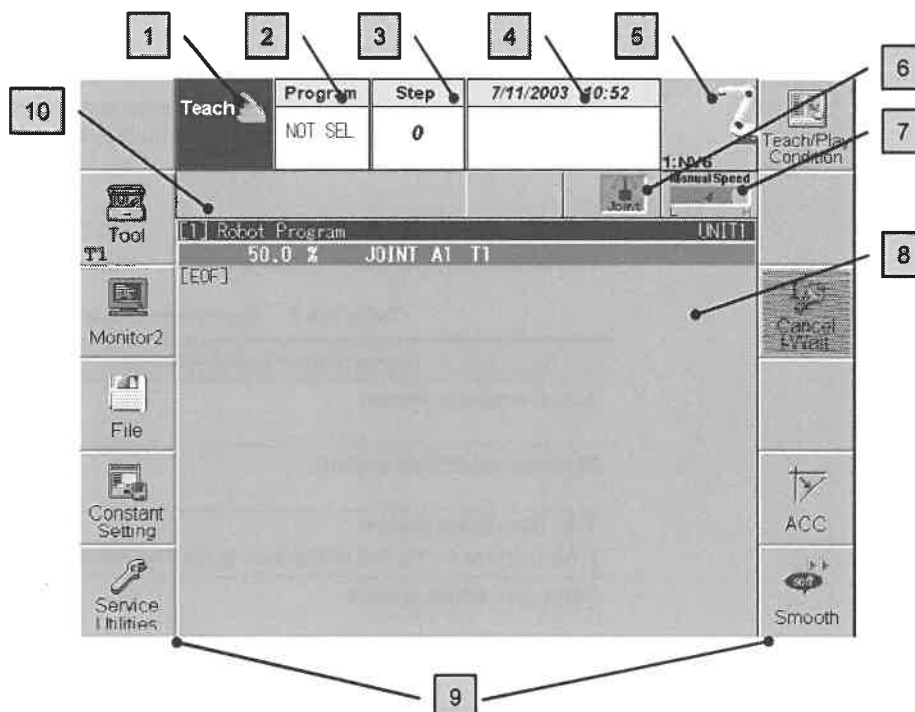 1
2
3
4
5
6
7
8
9
10
Teach
Program
NOT SEL
Step
0
7/11/2003 10:52
1:NV6
Teach/Play
Condition
Joint
Manual Speed
4
L H
Tool
T1
[1] Robot Program UNIT1
50.0 % JOINT A1 T1
[EOF]
Monitor2
File
Constant
Setting
Service
Utilities
Cancel
I-Wait
ACC
Smooth